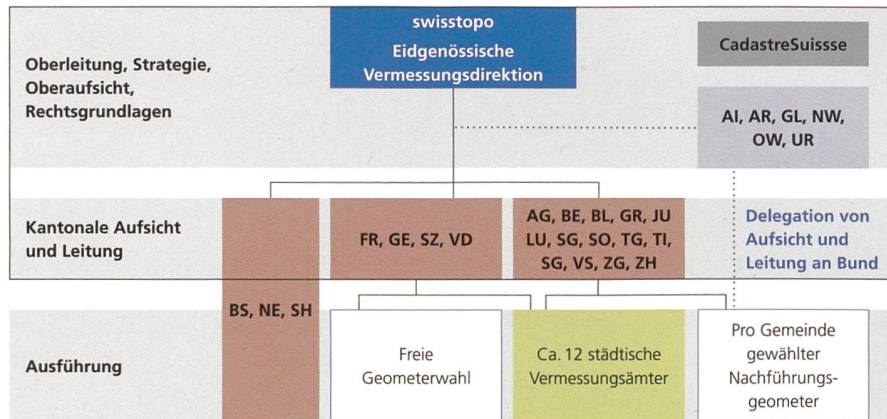 swisstopo
Eidgenössische
Vermessungsdirektion
CadastreSuissse
Oberleitung, Strategie,
Oberaufsicht,
Rechtsgrundlagen
AI, AR, GL, NW,
OW, UR
Kantonale Aufsicht
und Leitung
FR, GE, SZ, VD
AG, BE, BL, GR, JU
LU, SG, SO, TG, TI,
SG, VS, ZG, ZH
Delegation von
Aufsicht und
Leitung an Bund
BS, NE, SH
Ausführung
Freie
Geometerwahl
Ca. 12 städtische
Vermessungsämter
Pro Gemeinde
gewählter
Nachführungs-
geometer